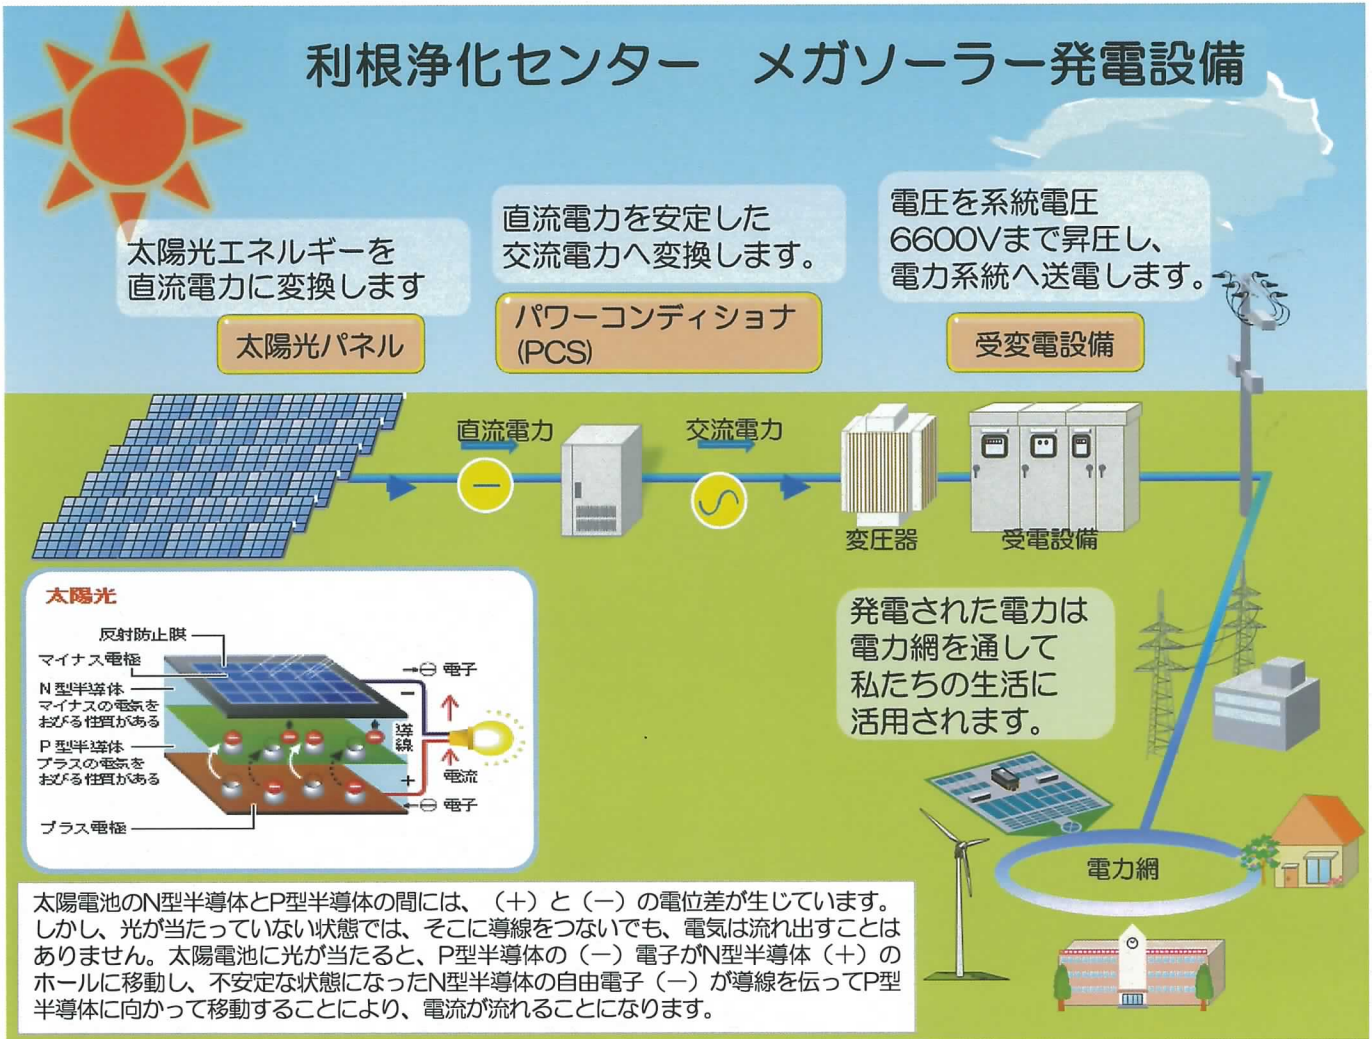 利根浄化センター　メガソーラー発電設備
太陽光エネルギーを
直流電力に変換します
太陽光パネル
直流電力を安定した
交流電力へ変換します。
パワーコンディショナ
(PCS)
電圧を系統電圧
6600Vまで昇圧し、
電力系統へ送電します。
受変電設備
直流電力
交流電力
変圧器
受電設備
太陽光
反射防止膜
マイナス電極
N型半導体
マイナスの電気を
おびる性質がある
P型半導体
プラスの電気を
おびる性質がある
プラス電極
電子
−
導線
電流
+
電子
発電された電力は
電力網を通して
私たちの生活に
活用されます。
電力網
太陽電池のN型半導体とP型半導体の間には、（＋）と（－）の電位差が生じています。
しかし、光が当たっていない状態では、そこに導線をつないでも、電気は流れ出すことは
ありません。太陽電池に光が当たると、P型半導体の（－）電子がN型半導体（＋）の
ホールに移動し、不安定な状態になったN型半導体の自由電子（－）が導線を伝ってP型
半導体に向かって移動することにより、電流が流れることになります。